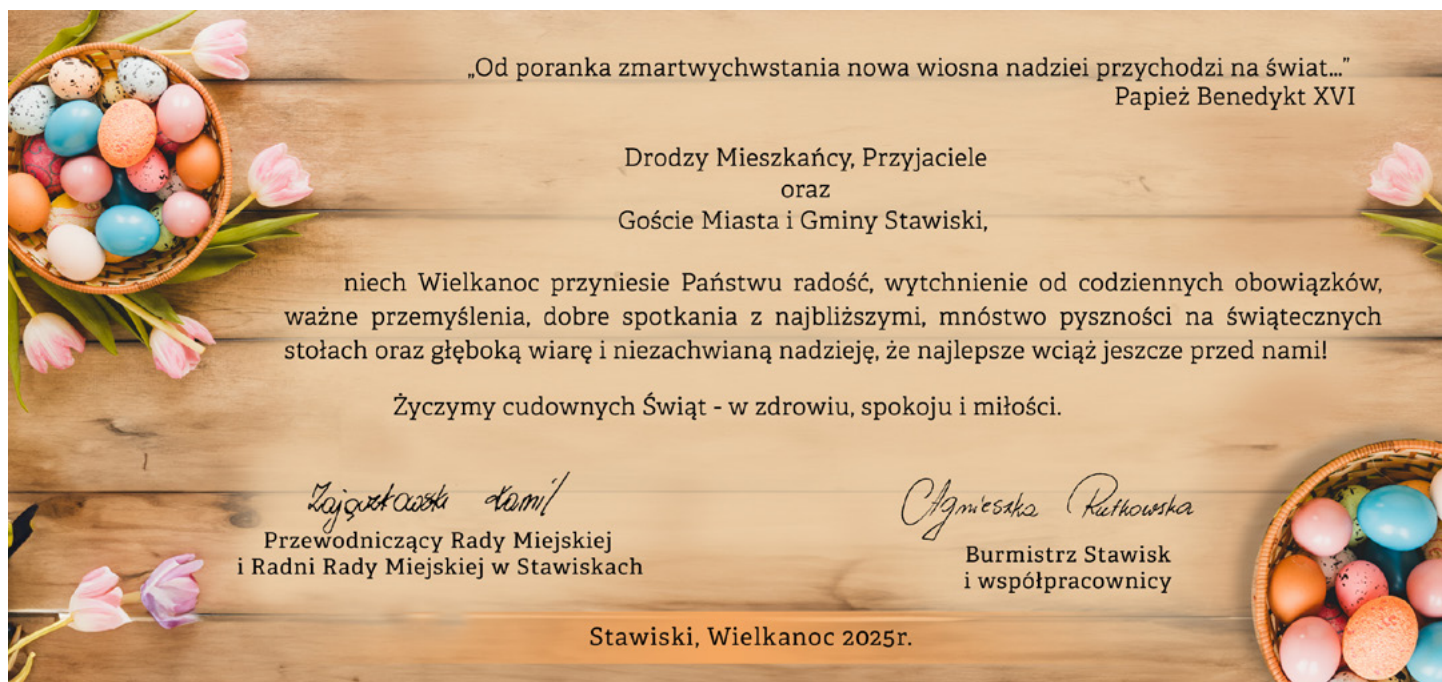 „Od poranka zmartwychwstania nowa wiosna nadziei przychodzi na świat...”
Papież Benedykt XVI
Drodzy Mieszkańcy, Przyjaciele
oraz
Goście Miasta i Gminy Stawiski,
niech Wielkanoc przyniesie Państwu radość, wytchnienie od codziennych obowiązków,
ważne przemyślenia, dobre spotkania z najbliższymi, mnóstwo pyszności na świątecznych
stołach oraz głęboką wiarę i niezachwianą nadzieję, że najlepsze wciąż jeszcze przed nami!
Życzymy cudownych Świąt - w zdrowiu, spokoju i miłości.
Zajączkowski Kamil
Przewodniczący Rady Miejskiej
i Radni Rady Miejskiej w Stawiskach
Agnieszka Rutkowska
Burmistrz Stawisk
i współpracownicy
Stawiski, Wielkanoc 2025r.